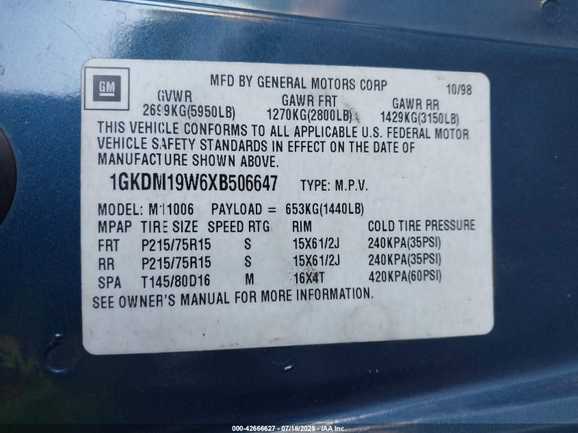 GM
MFD BY GENERAL MOTORS CORP 10/98
GVWR GAWR FRT GAWR RR
2699KG(5950LB) 1270KG(2800LB) 1429KG(3150LB)
THIS VEHICLE CONFORMS TO ALL APPLICABLE U.S. FEDERAL MOTOR
VEHICLE SAFETY STANDARDS IN EFFECT ON THE DATE OF
MANUFACTURE SHOWN ABOVE.
1GKDM19W6XB506647 TYPE: M.P.V.
MODEL: M11006 PAYLOAD = 653KG(1440LB)
MPAP TIRE SIZE SPEED RTG RIM COLD TIRE PRESSURE
FRT P215/75R15 S 15X61/2J 240KPA(35PSI)
RR P215/75R15 S 15X61/2J 240KPA(35PSI)
SPA T145/80D16 M 16X4T 420KPA(60PSI)
SEE OWNER'S MANUAL FOR MORE INFORMATION.
000-42666627 - 07/16/2025 - IAA Inc.